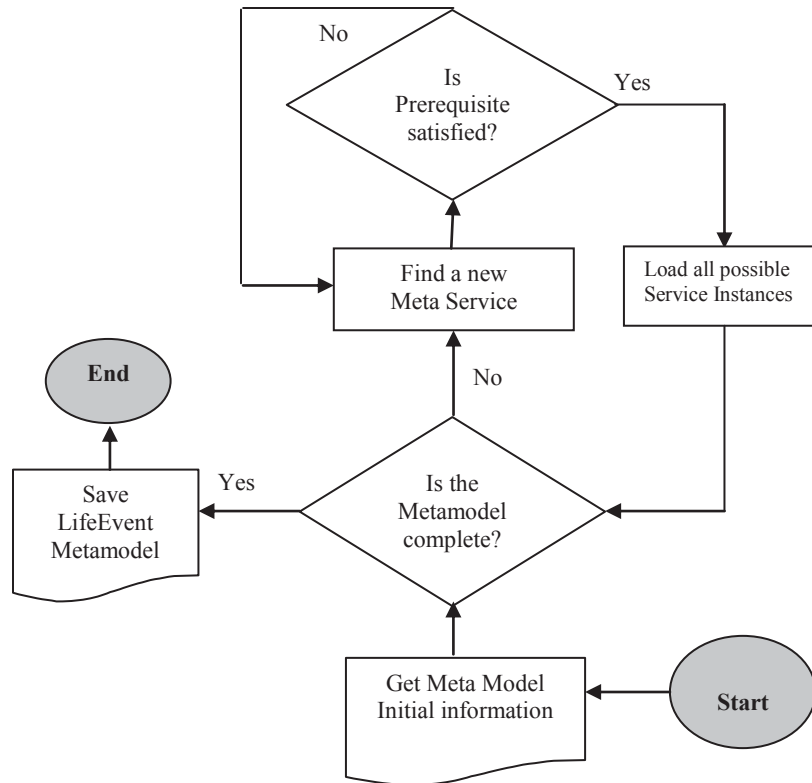 No
Is
Prerequisite
satisfied?
Yes
Find a new
Meta Service
Load all possible
Service Instances
End
No
Save
LifeEvent
Metamodel
Yes
Is the
Metamodel
complete?
Get Meta Model
Initial information
Start